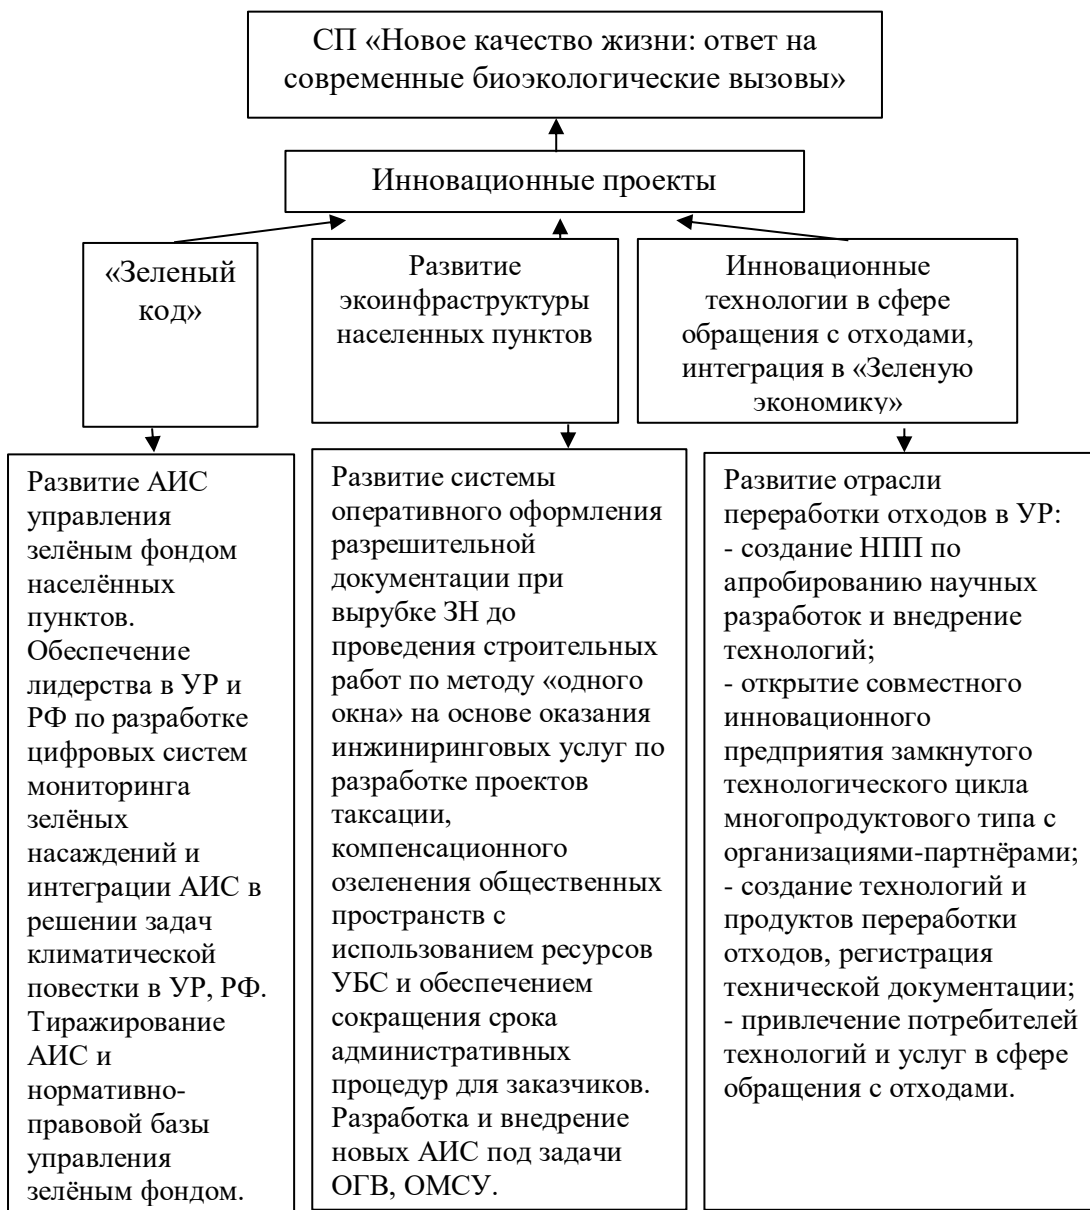 СП «Новое качество жизни: ответ на
современные биоэкологические вызовы»
Инновационные проекты
«Зеленый
код»
Развитие
экоинфраструктуры
населенных пунктов
Инновационные
технологии в сфере
обращения с отходами,
интеграция в «Зеленую
экономику»
Развитие АИС
управления
зелёным фондом
населённых
пунктов.
Обеспечение
лидерства в УР и
РФ по разработке
цифровых систем
мониторинга
зелёных
насаждений и
интеграции АИС в
решении задач
климатической
повестки в УР, РФ.
Тиражирование
АИС и
нормативно-
правовой базы
управления
зелёным фондом.
Развитие системы
оперативного оформления
разрешительной
документации при
вырубке ЗН до
проведения строительных
работ по методу «одного
окна» на основе оказания
инжиниринговых услуг по
разработке проектов
таксации,
компенсационного
озеленения общественных
пространств с
использованием ресурсов
УБС и обеспечением
сокращения срока
административных
процедур для заказчиков.
Разработка и внедрение
новых АИС под задачи
ОГВ, ОМСУ.
Развитие отрасли
переработки отходов в УР:
- создание НПП по
апробированию научных
разработок и внедрение
технологий;
- открытие совместного
инновационного
предприятия замкнутого
технологического цикла
многопродуктового типа с
организациями-партнёрами;
- создание технологий и
продуктов переработки
отходов, регистрация
технической документации;
- привлечение потребителей
технологий и услуг в сфере
обращения с отходами.